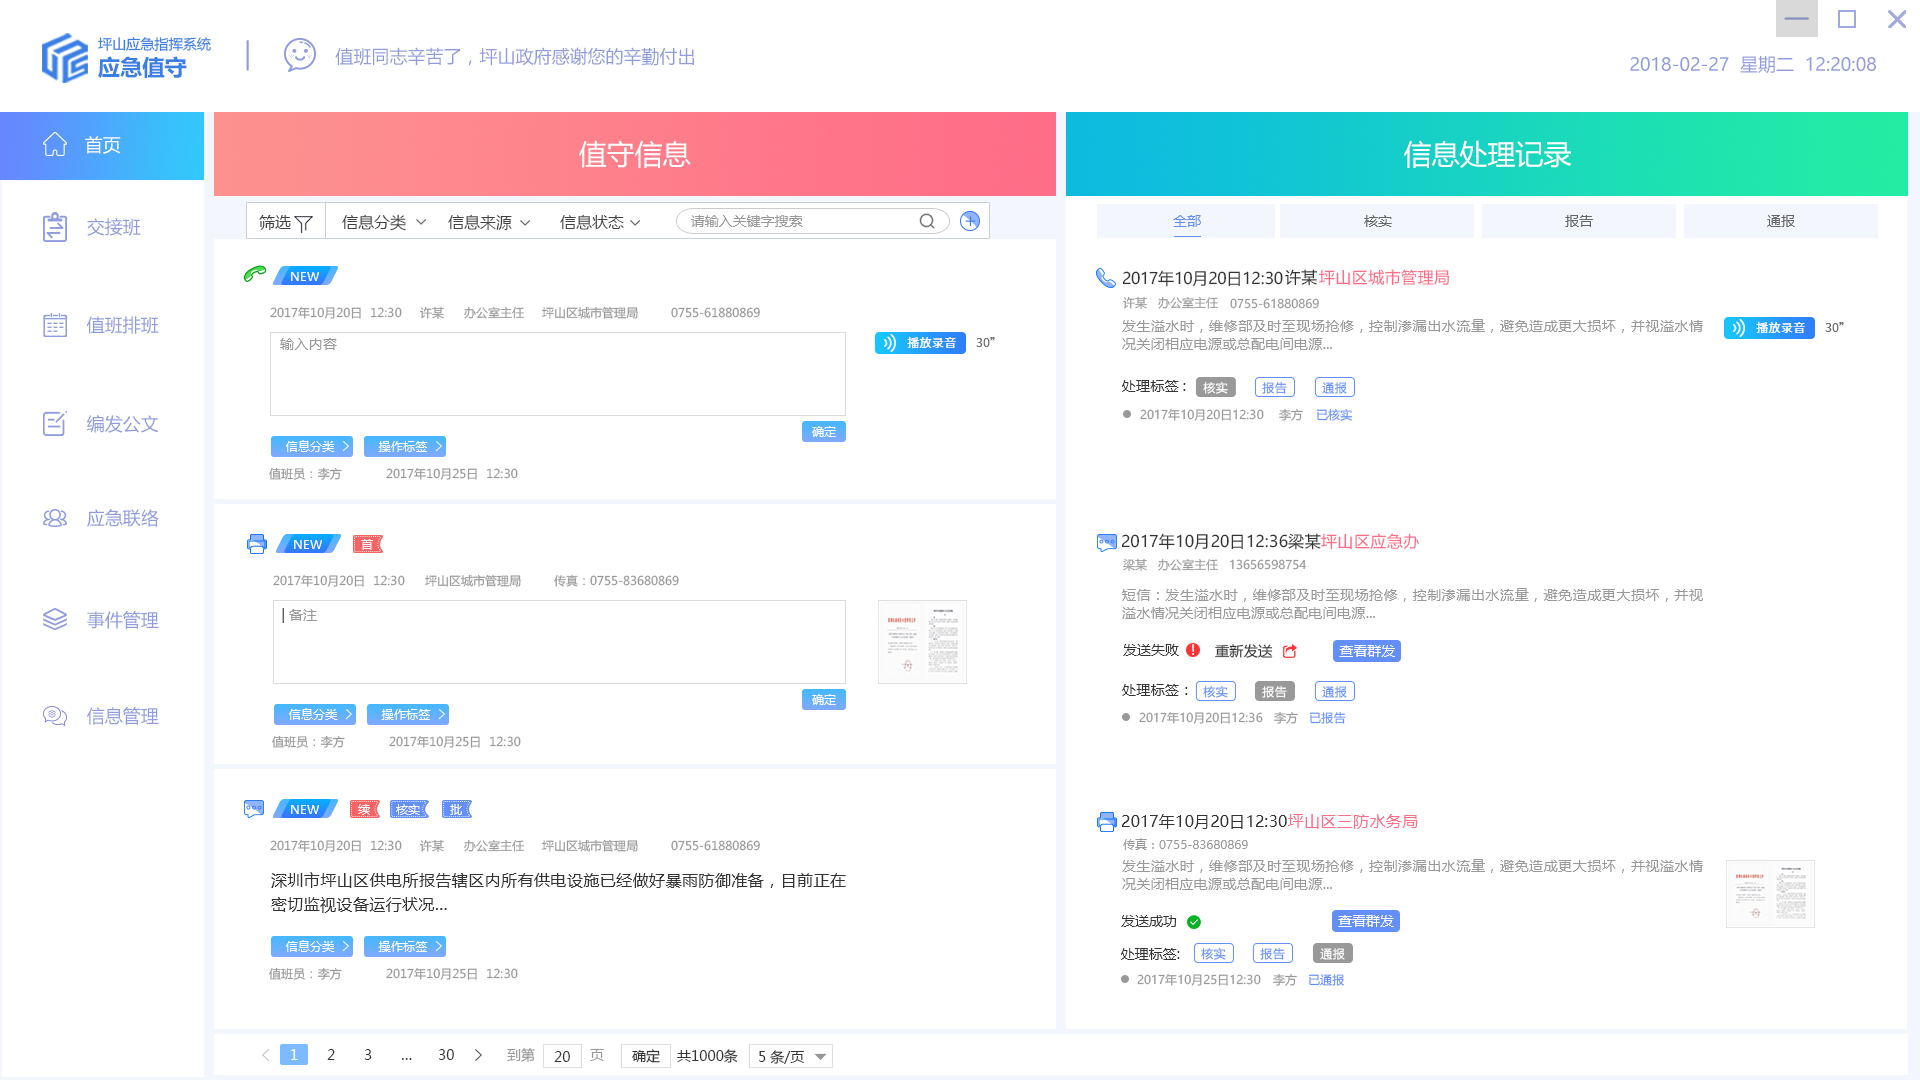 坪山应急指挥系统
应急值守
值班同志辛苦了，坪山政府感谢您的辛勤付出
2018-02-27 星期二 12:20:08
首页
交接班
值班排班
编发公文
应急联络
事件管理
信息管理
值守信息
筛选 信息分类 信息来源 信息状态 请输入关键字搜索
NEW
2017年10月20日 12:30 许某 办公室主任 坪山区城市管理局 0755-61880869
输入内容
播放录音 30”
确定
信息分类 操作标签
值班员：李方 2017年10月25日 12:30
NEW 首
2017年10月20日 12:30 坪山区城市管理局 传真：0755-83680869
备注
确定
信息分类 操作标签
值班员：李方 2017年10月25日 12:30
NEW 续 核实 批
2017年10月20日 12:30 许某 办公室主任 坪山区城市管理局 0755-61880869
深圳市坪山区供电所报告辖区内所有供电设施已经做好暴雨防御准备，目前正在
密切监视设备运行状况...
信息分类 操作标签
值班员：李方 2017年10月25日 12:30
1 2 3 ... 30 到第 20 页 确定 共1000条 5 条/页
信息处理记录
全部 核实 报告 通报
2017年10月20日12:30许某坪山区城市管理局
许某 办公室主任 0755-61880869
发生溢水时，维修部及时至现场抢修，控制渗漏出水流量，避免造成更大损坏，并视溢水情
况关闭相应电源或总配电间电源...
播放录音 30”
处理标签： 核实 报告 通报
2017年10月20日12:30 李方 已核实
2017年10月20日12:36梁某坪山区应急办
梁某 办公室主任 13656598754
短信：发生溢水时，维修部及时至现场抢修，控制渗漏出水流量，避免造成更大损坏，并视
溢水情况关闭相应电源或总配电间电源...
发送失败 重新发送 查看群发
处理标签： 核实 报告 通报
2017年10月20日12:36 李方 已报告
2017年10月20日12:30坪山区三防水务局
传真：0755-83680869
发生溢水时，维修部及时至现场抢修，控制渗漏出水流量，避免造成更大损坏，并视溢水情
况关闭相应电源或总配电间电源...
发送成功 查看群发
处理标签: 核实 报告 通报
2017年10月25日12:30 李方 已通报